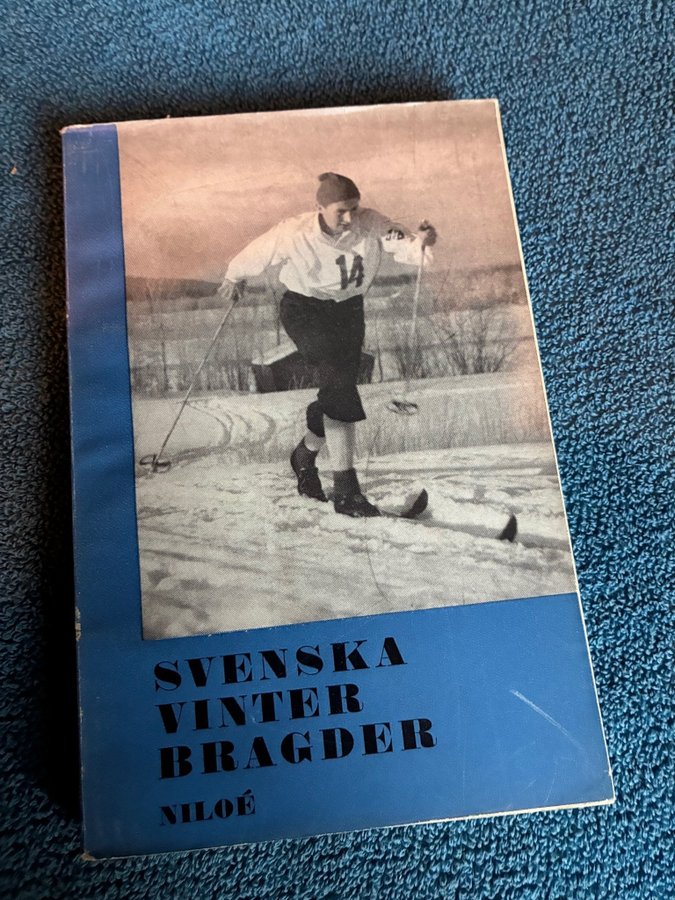 14
SVENSKA
VINTER
BRAGDER
NILOÉ